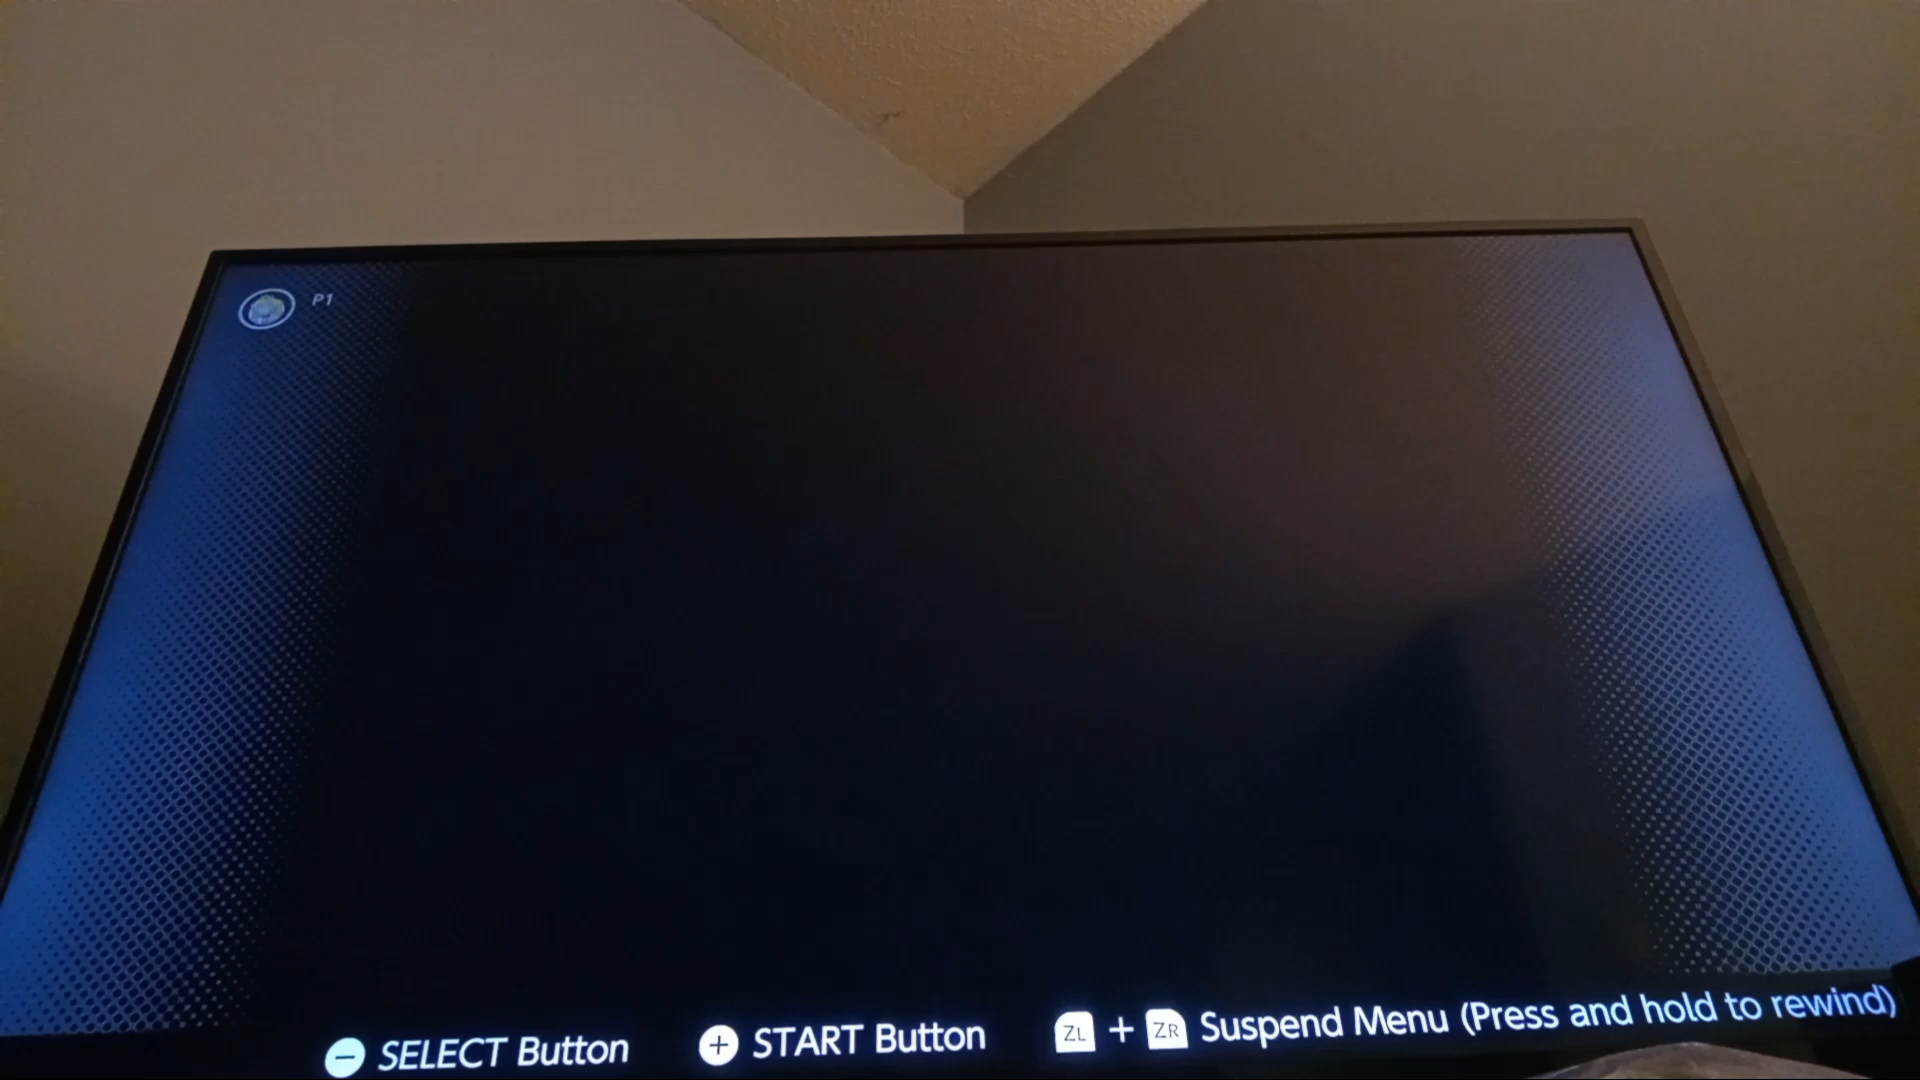 P1
− SELECT Button + START Button ZL + ZR Suspend Menu (Press and hold to rewind)